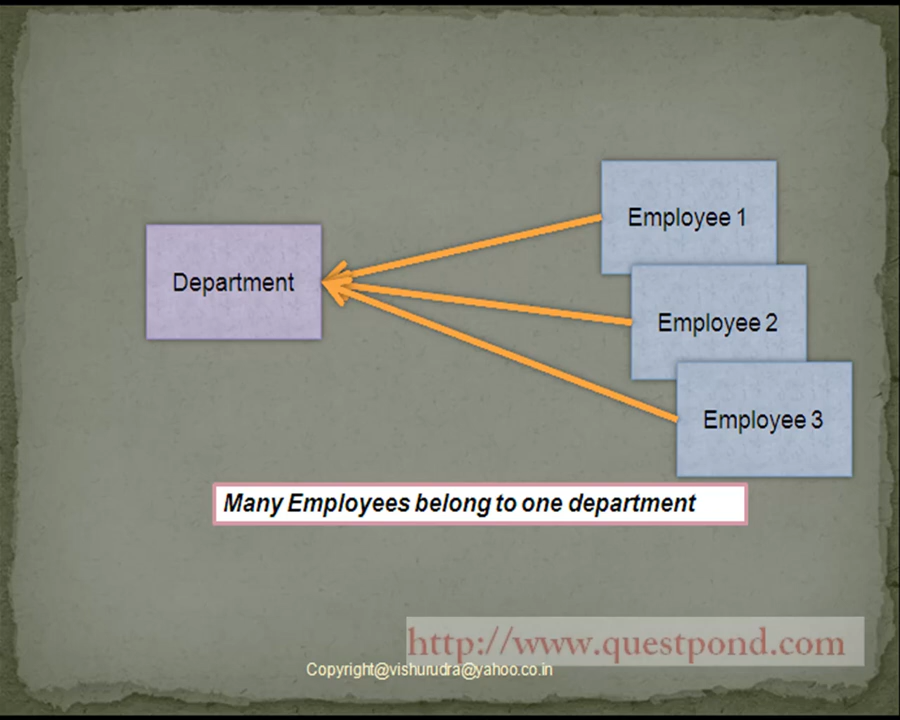 Employee 1
Department
Employee 2
Employee 3
Many Employees belong to one department
http://www.questpond.com
Copyright@vishurudra@yahoo.co.in